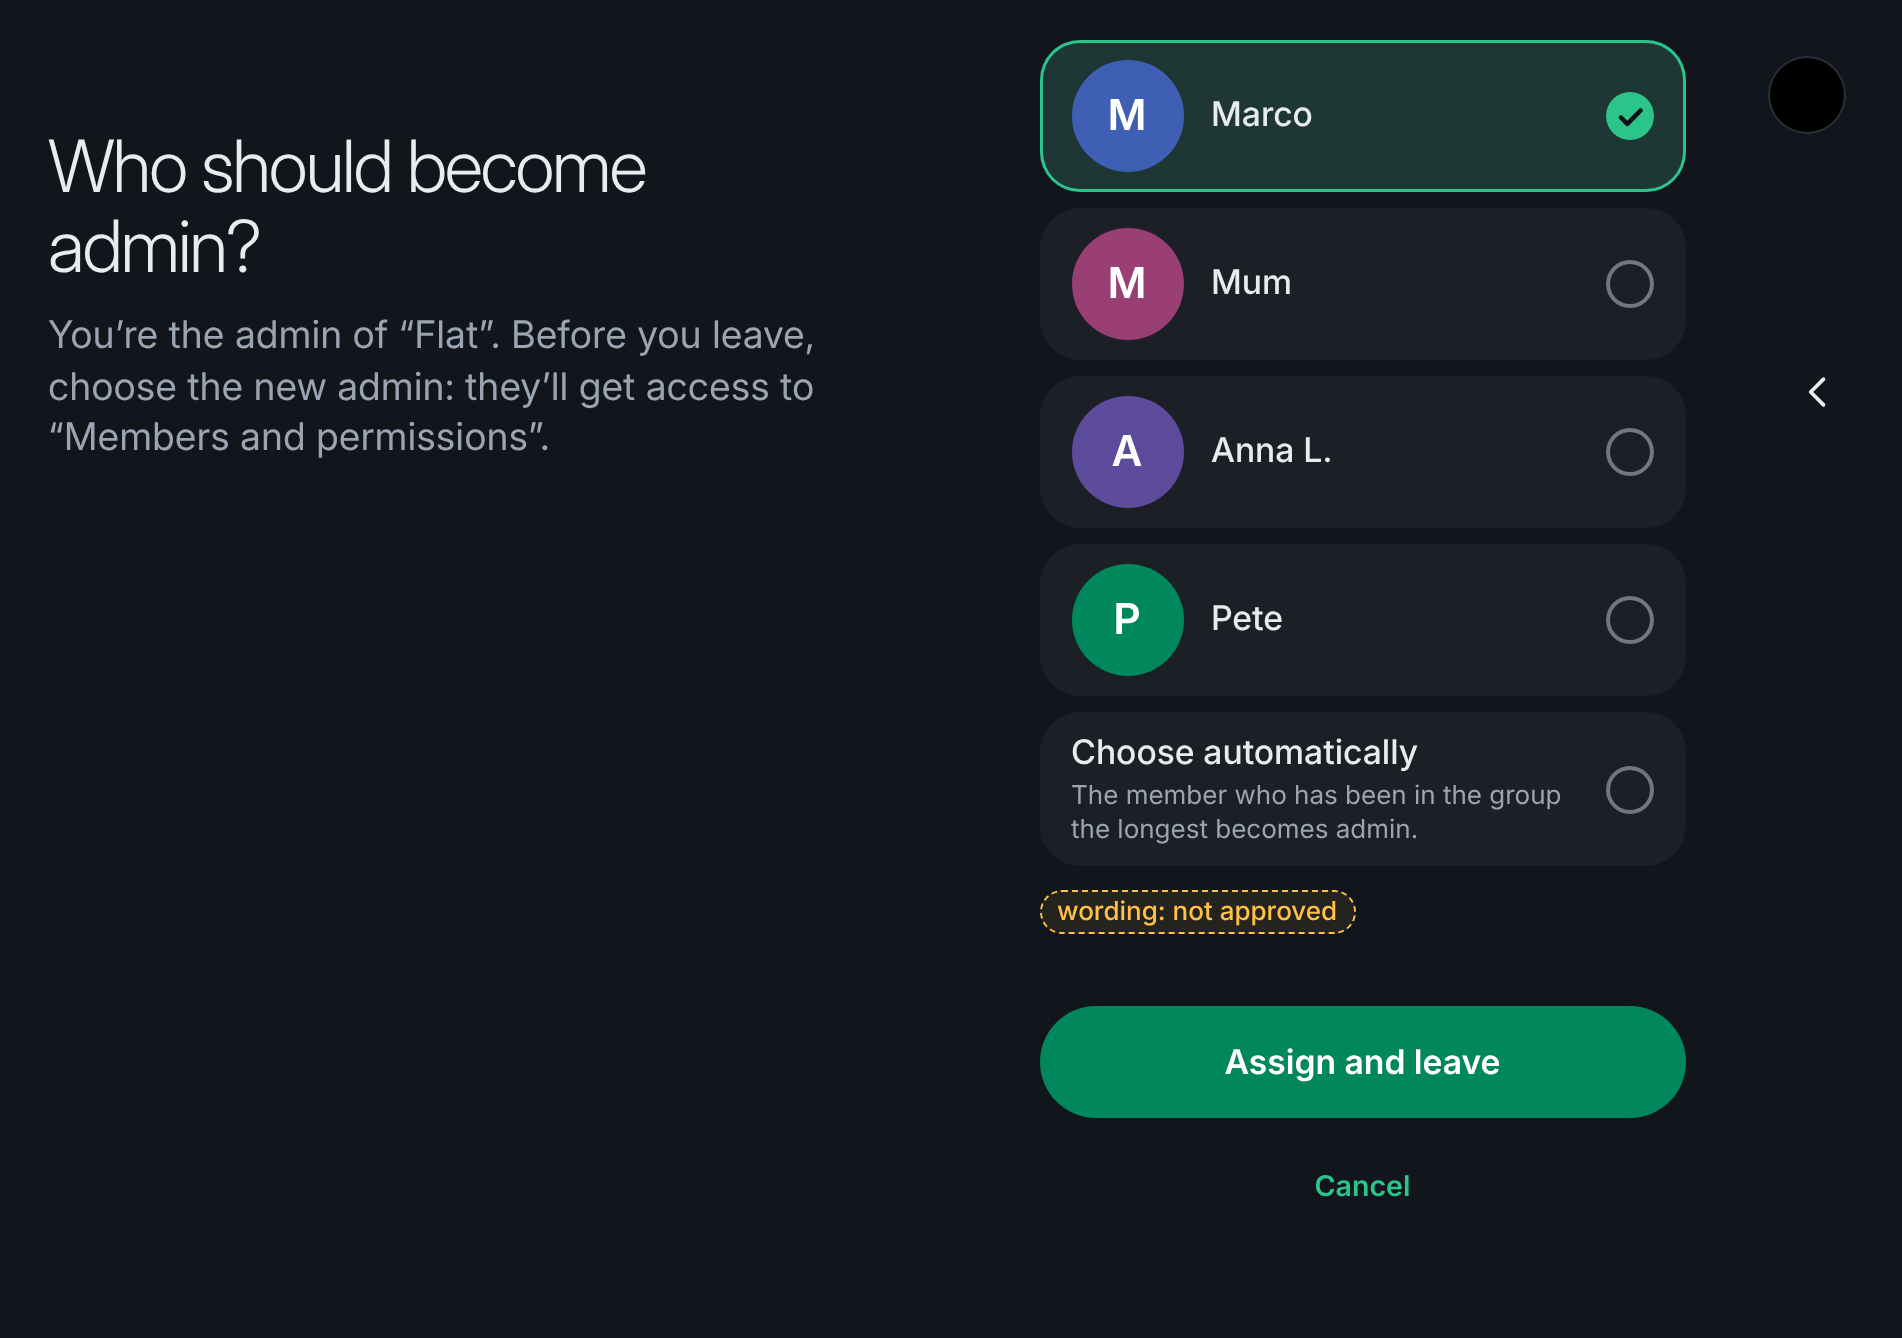 Who should become
admin?
You’re the admin of “Flat”. Before you leave,
choose the new admin: they’ll get access to
“Members and permissions”.
M
Marco
M
Mum
A
Anna L.
P
Pete
Choose automatically
The member who has been in the group
the longest becomes admin.
wording: not approved
Assign and leave
Cancel